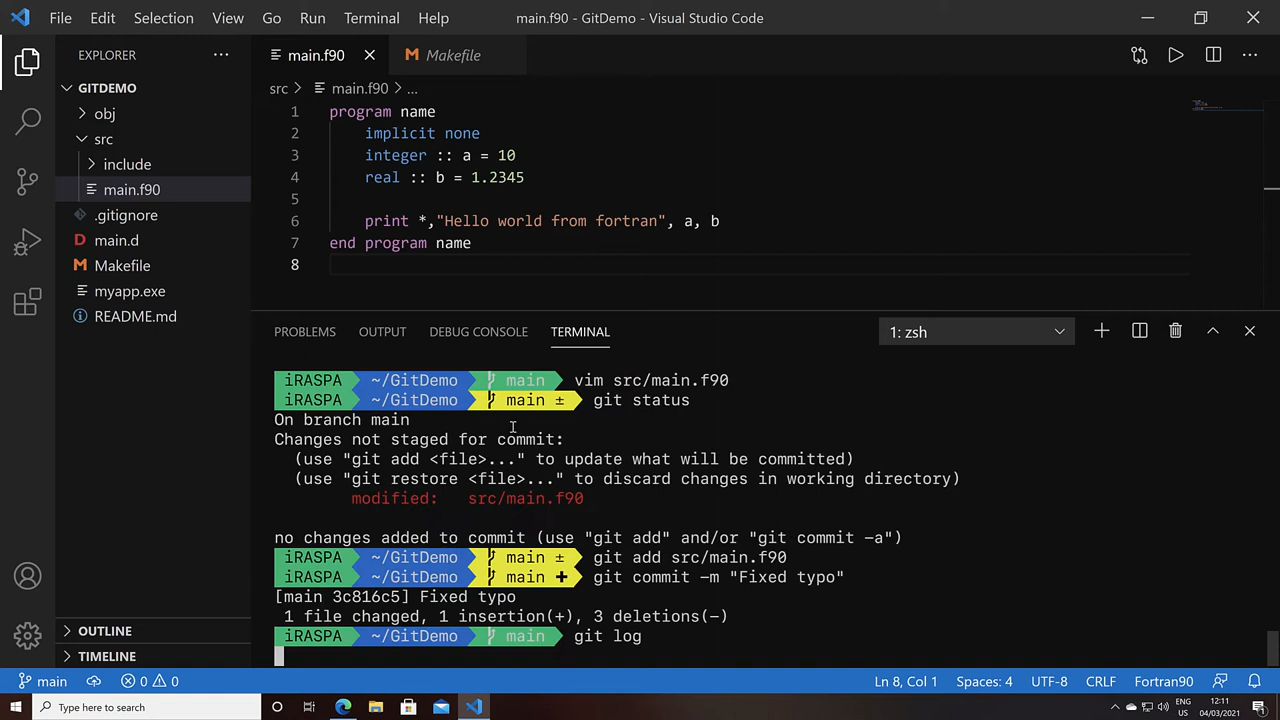 File Edit Selection View Go Run Terminal Help main.f90 - GitDemo - Visual Studio Code
EXPLORER ...
GITDEMO
obj
src
include
main.f90
.gitignore
D main.d
M Makefile
myapp.exe
README.md
OUTLINE
TIMELINE
main.f90 M Makefile
src > main.f90 > ...
1 program name
2 implicit none
3 integer :: a = 10
4 real :: b = 1.2345
5
6 print *,"Hello world from fortran", a, b
7 end program name
8
PROBLEMS OUTPUT DEBUG CONSOLE TERMINAL 1: zsh
iRASPA ~/GitDemo main vim src/main.f90
iRASPA ~/GitDemo main ± git status
On branch main
Changes not staged for commit:
(use "git add <file>..." to update what will be committed)
(use "git restore <file>..." to discard changes in working directory)
modified: src/main.f90
no changes added to commit (use "git add" and/or "git commit -a")
iRASPA ~/GitDemo main ± git add src/main.f90
iRASPA ~/GitDemo main ✚ git commit -m "Fixed typo"
[main 3c816c5] Fixed typo
1 file changed, 1 insertion(+), 3 deletions(-)
iRASPA ~/GitDemo main git log
main 0 0 Ln 8, Col 1 Spaces: 4 UTF-8 CRLF Fortran90
Type here to search ENG US 12:11 04/03/2021